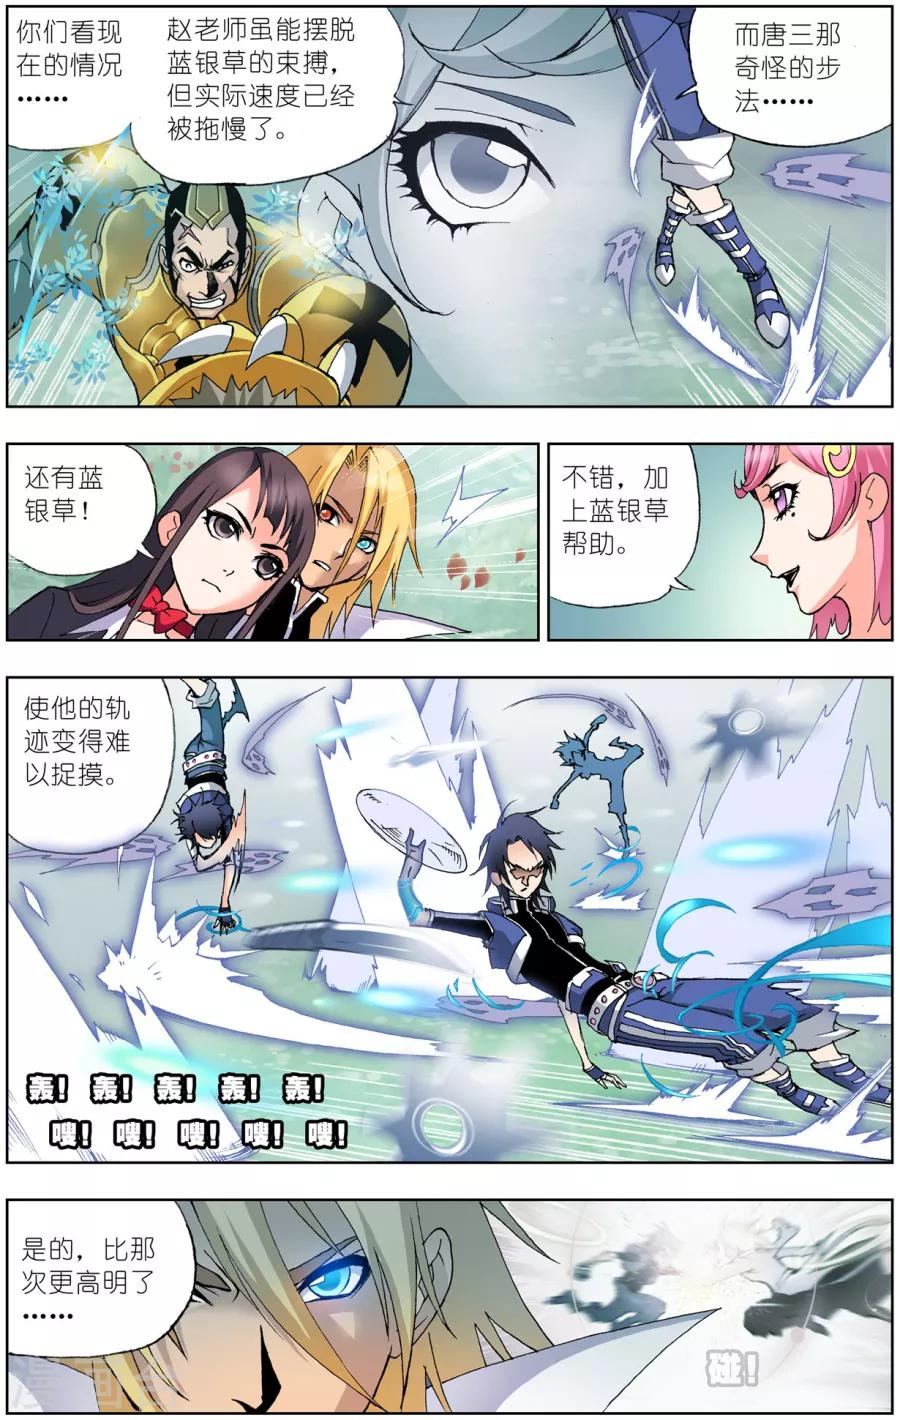 你们看现
在的情况
……
赵老师虽能摆脱
蓝银草的束搏，
但实际速度已经
被拖慢了。
而唐三那
奇怪的步
法……
还有蓝
银草！
不错，加
上蓝银草
帮助。
使他的轨
迹变得难
以捉摸。
轰！轰！轰！轰！轰！
嗖！嗖！嗖！嗖！嗖！
是的，比那
次更高明了
……
碰！
漫画台